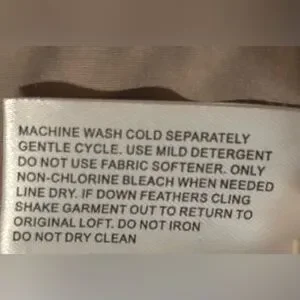 MACHINE WASH COLD SEPARATELY
GENTLE CYCLE. USE MILD DETERGENT
DO NOT USE FABRIC SOFTENER. ONLY
NON-CHLORINE BLEACH WHEN NEEDED
LINE DRY. IF DOWN FEATHERS CLING
SHAKE GARMENT OUT TO RETURN TO
ORIGINAL LOFT. DO NOT IRON
DO NOT DRY CLEAN